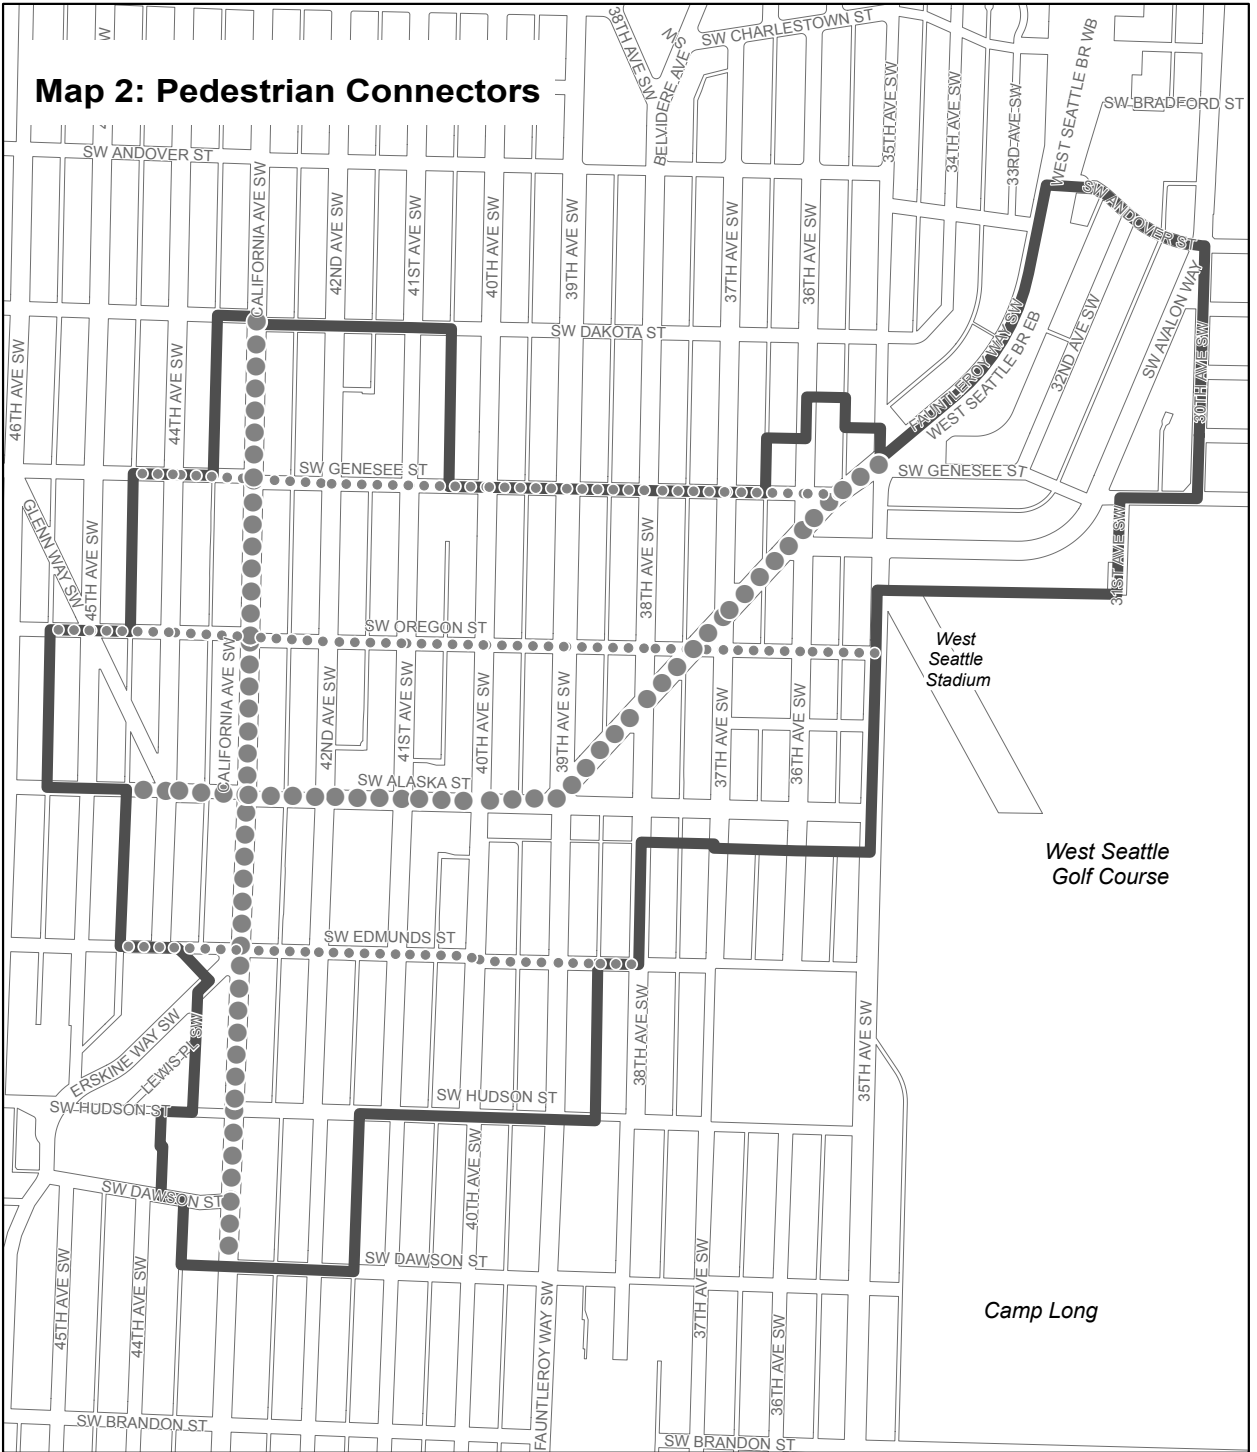 38TH AVE SW
SW CHARLESTOWN ST
WEST SEATTLE BR WB
W
SW
BELVIDERE AVE
35TH AVE SW
34TH AVE SW
33RD AVE SW
Map 2: Pedestrian Connectors
SW BRADFORD ST
SW ANDOVER ST
CALIFORNIA AVE SW
42ND AVE SW
41ST AVE SW
40TH AVE SW
39TH AVE SW
37TH AVE SW
36TH AVE SW
SW ANDOVER ST
SW AVALON WAY
32ND AVE SW
30TH AVE SW
FAUNTLEROY WAY SW
WEST SEATTLE BR EB
SW DAKOTA ST
46TH AVE SW
44TH AVE SW
SW GENESEE ST
SW GENESEE ST
GLENN WAY SW
45TH AVE SW
38TH AVE SW
31ST AVE SW
SW OREGON ST
West
Seattle
Stadium
CALIFORNIA AVE SW
42ND AVE SW
41ST AVE SW
40TH AVE SW
39TH AVE SW
37TH AVE SW
36TH AVE SW
SW ALASKA ST
West Seattle
Golf Course
SW EDMUNDS ST
ERSKINE WAY SW
LEWIS PL SW
38TH AVE SW
35TH AVE SW
SW HUDSON ST
SW HUDSON ST
40TH AVE SW
SW DAWSON ST
SW DAWSON ST
45TH AVE SW
44TH AVE SW
FAUNTLEROY WAY SW
37TH AVE SW
36TH AVE SW
Camp Long
SW BRANDON ST
SW BRANDON ST